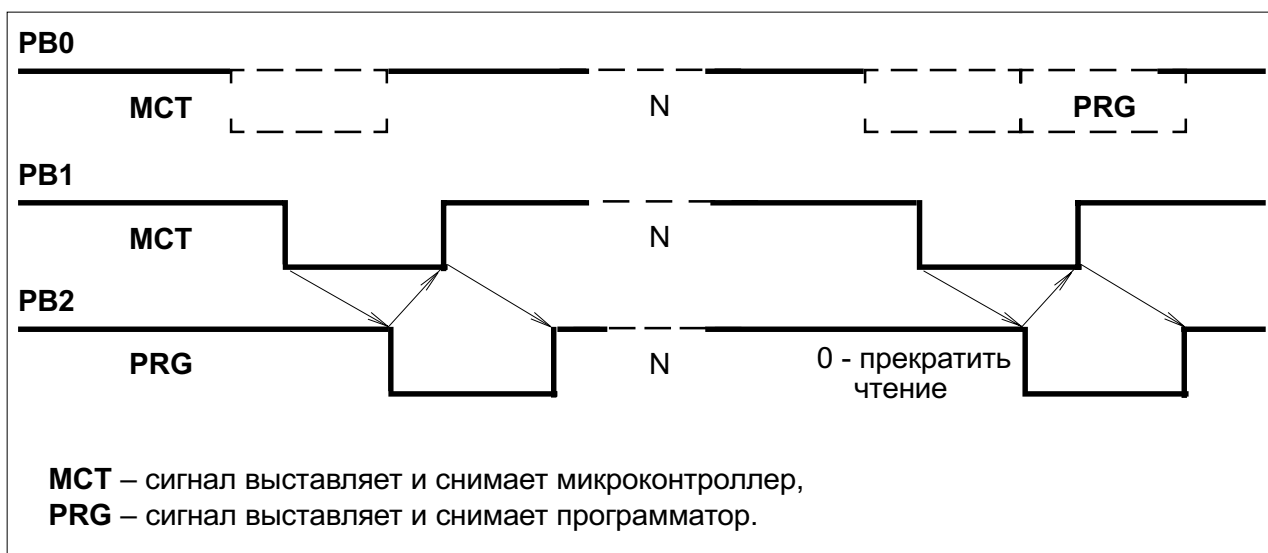 PB0
MCT N PRG
PB1
MCT N
PB2
PRG N 0 - прекратить
чтение
MCT – сигнал выставляет и снимает микроконтроллер,
PRG – сигнал выставляет и снимает программатор.